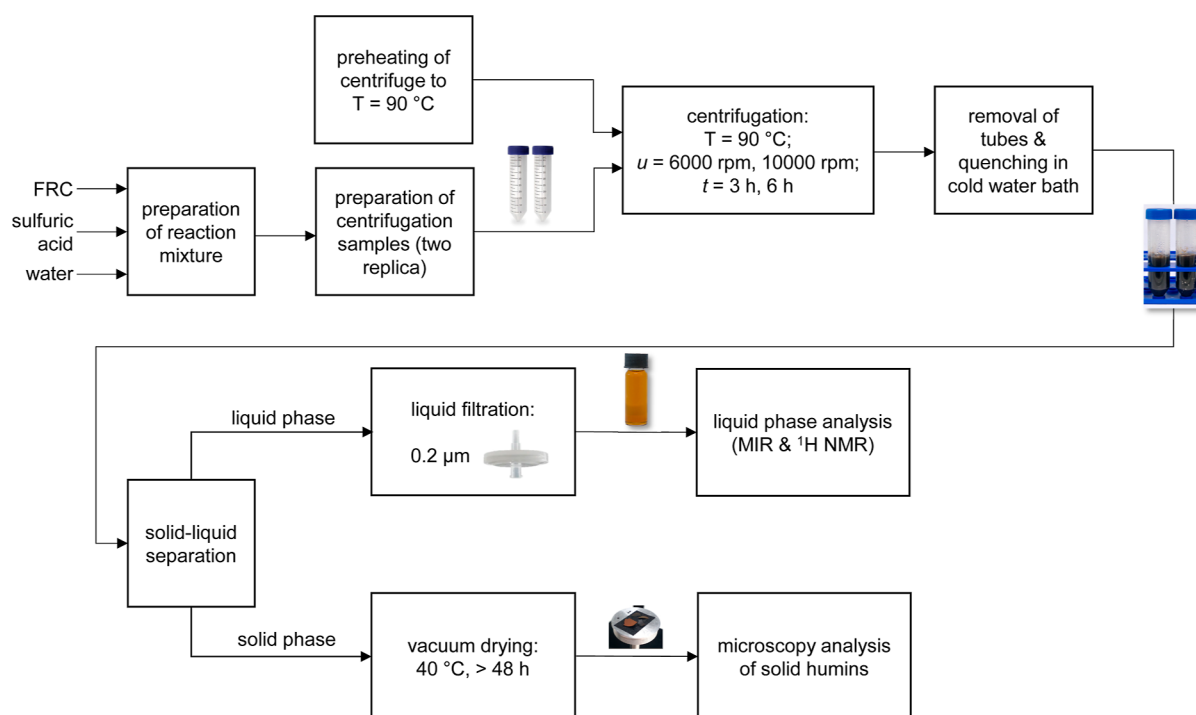 preheating of
centrifuge to
T = 90 °C
FRC
sulfuric
acid
water
preparation
of reaction
mixture
preparation of
centrifugation
samples (two
replica)
centrifugation:
T = 90 °C;
u = 6000 rpm, 10000 rpm;
t = 3 h, 6 h
removal of
tubes &
quenching in
cold water bath
solid-liquid
separation
liquid phase
liquid filtration:
0.2 µm
liquid phase analysis
(MIR & ¹H NMR)
solid phase
vacuum drying:
40 °C, > 48 h
microscopy analysis
of solid humins